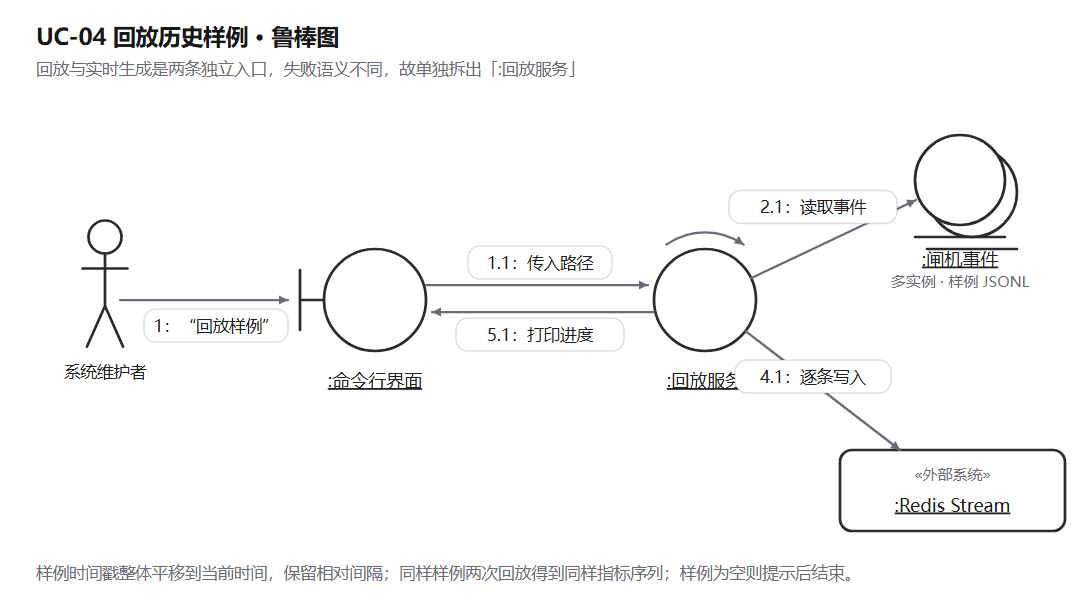 UC-04 回放历史样例 · 鲁棒图
回放与实时生成是两条独立入口，失败语义不同，故单独拆出「:回放服务」
2.1：读取事件
:闸机事件
多实例 · 样例 JSONL
1.1：传入路径
1：“回放样例”
5.1：打印进度
系统维护者
:命令行界面
:回放服务
4.1：逐条写入
«外部系统»
:Redis Stream
样例时间戳整体平移到当前时间，保留相对间隔；同样样例两次回放得到同样指标序列；样例为空则提示后结束。